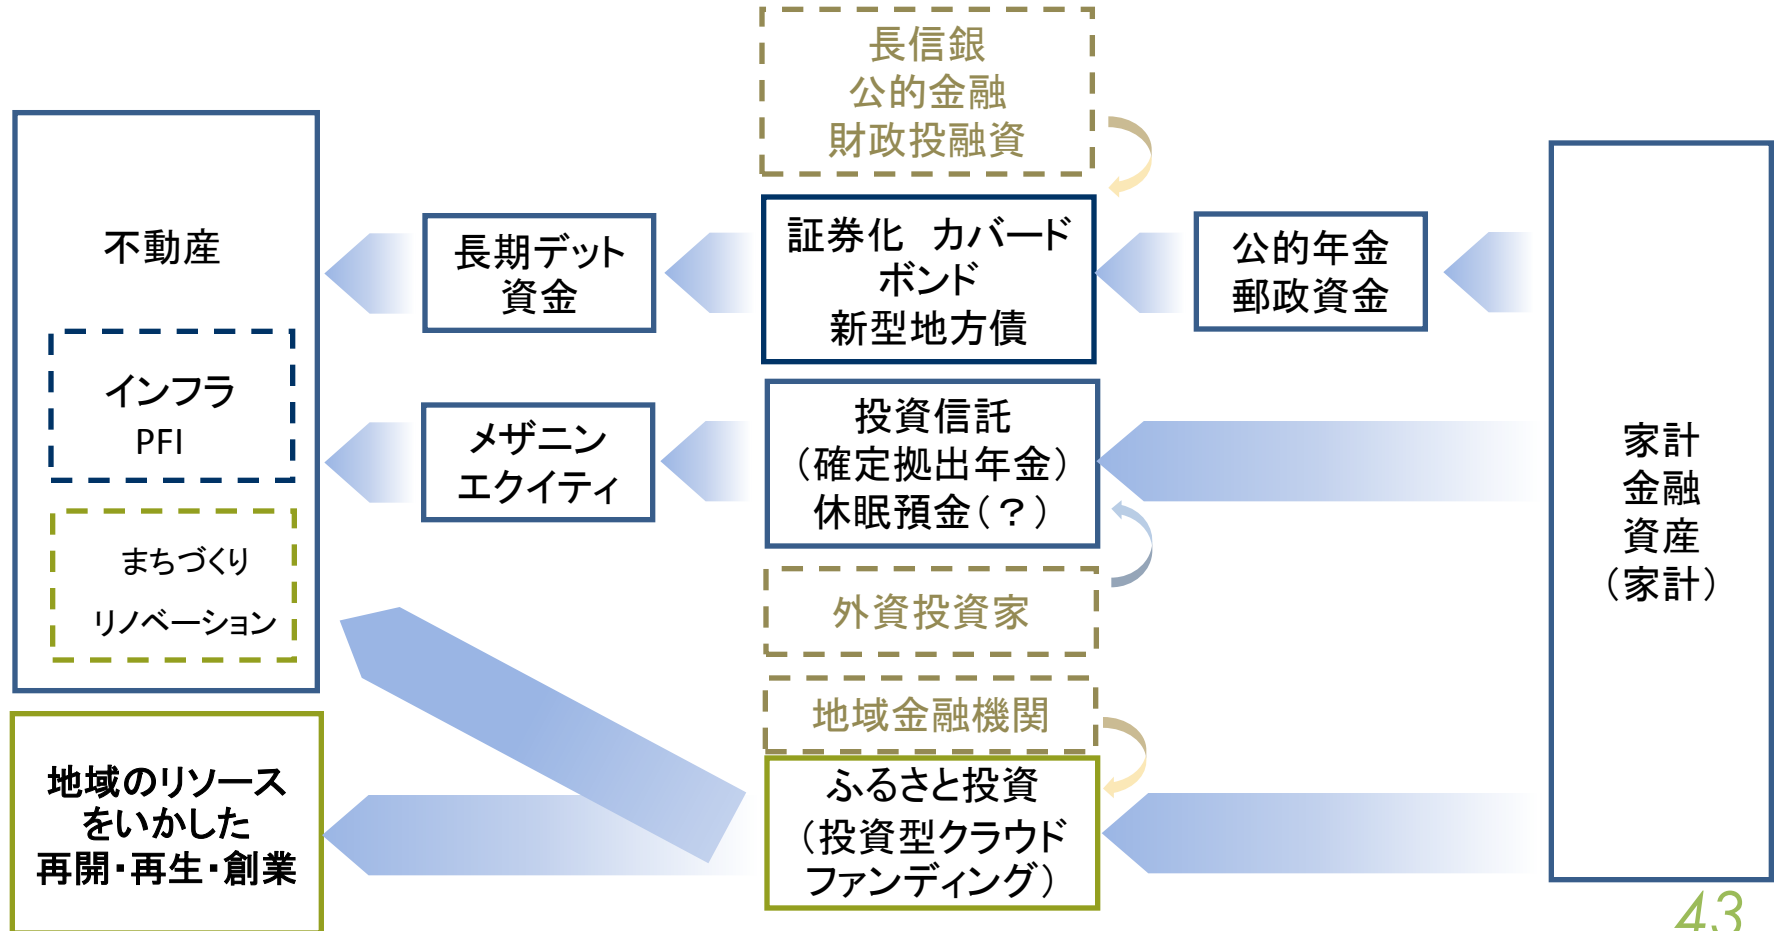 長信銀
公的金融
財政投融資
不動産
インフラ
PFI
まちづくり
リノベーション
長期デット
資金
証券化　カバード
ボンド
新型地方債
公的年金
郵政資金
メザニン
エクイティ
投資信託
（確定拠出年金）
休眠預金（？）
家計
金融
資産
（家計）
外資投資家
地域金融機関
ふるさと投資
（投資型クラウド
ファンディング）
地域のリソース
をいかした
再開・再生・創業
43